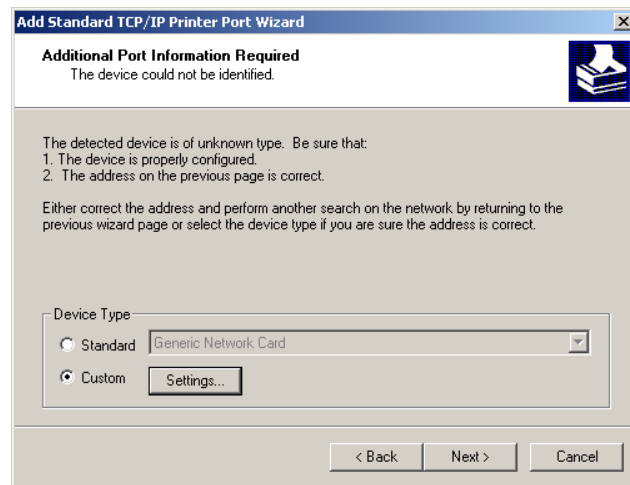 Add Standard TCP/IP Printer Port Wizard
Additional Port Information Required
The device could not be identified.
The detected device is of unknown type.  Be sure that:
1. The device is properly configured.
2.  The address on the previous page is correct.
Either correct the address and perform another search on the network by returning to the
previous wizard page or select the device type if you are sure the address is correct.
Device Type
Standard
Generic Network Card
Custom
Settings...
< Back
Next >
Cancel